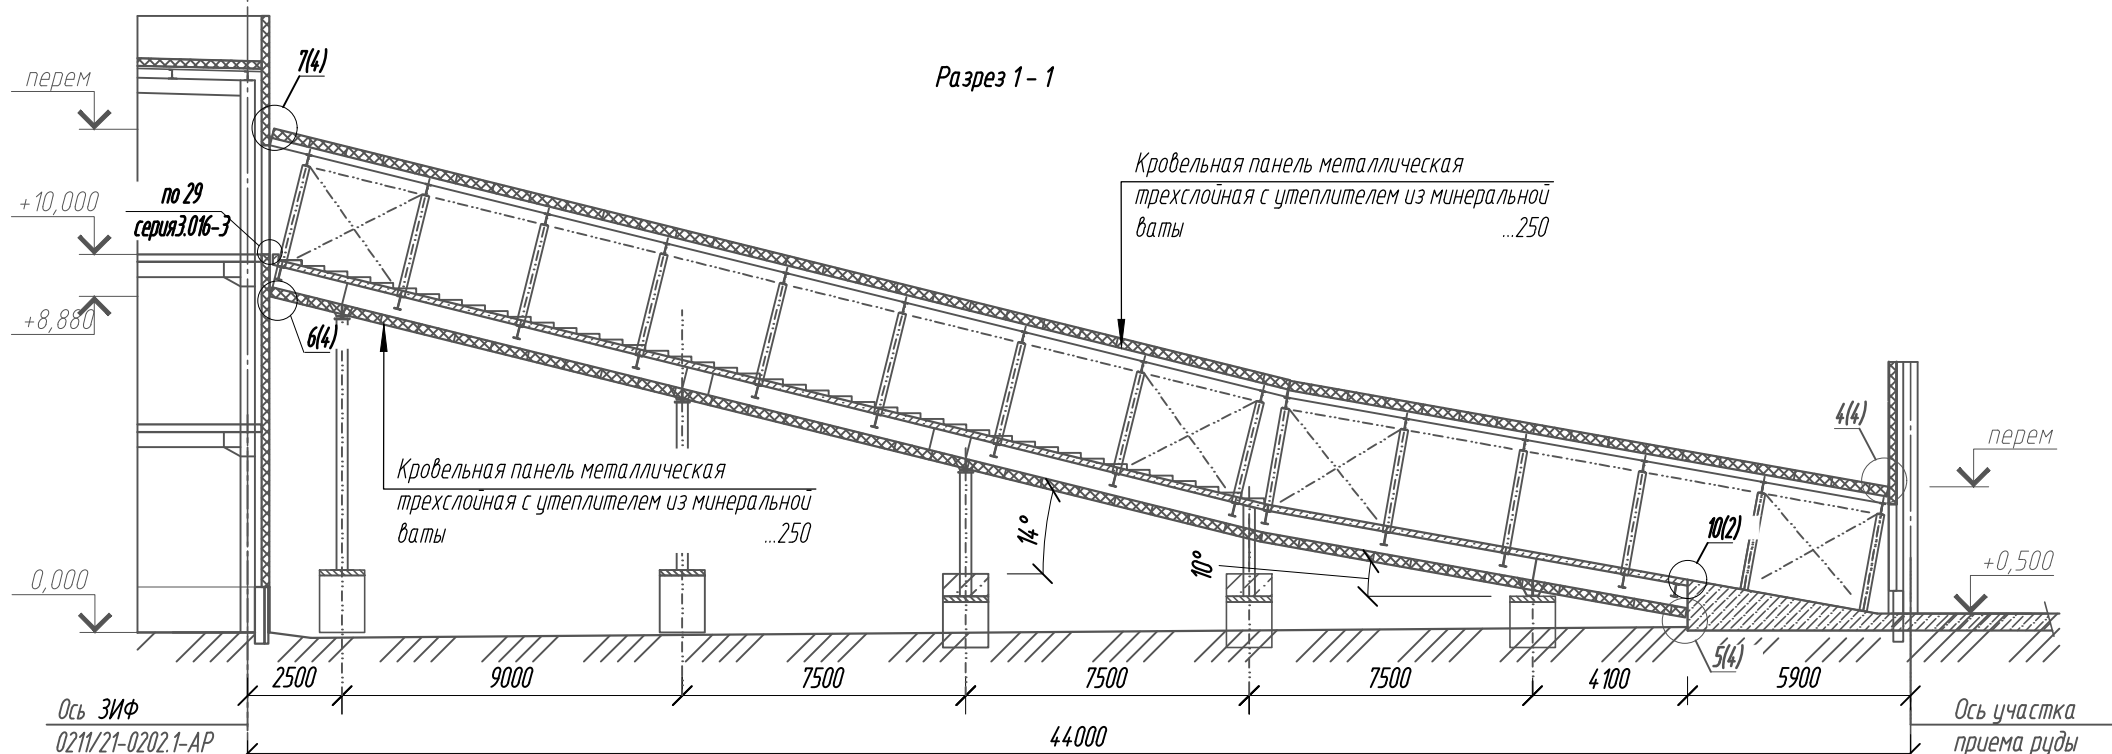 Разрез 1 - 1
7(4)
перем
+10,000
по 29
серия3.016-3
+8,880
6(4)
0,000
Кровельная панель металлическая
трехслойная с утеплителем из минеральной
ваты ...250
Кровельная панель металлическая
трехслойная с утеплителем из минеральной
ваты ...250
14°
10°
4(4)
перем
10(2)
+0,500
5(4)
2500 9000 7500 7500 7500 4100 5900
44000
Ось ЗИФ
0211/21-0202.1-АР
Ось участка
приема руды